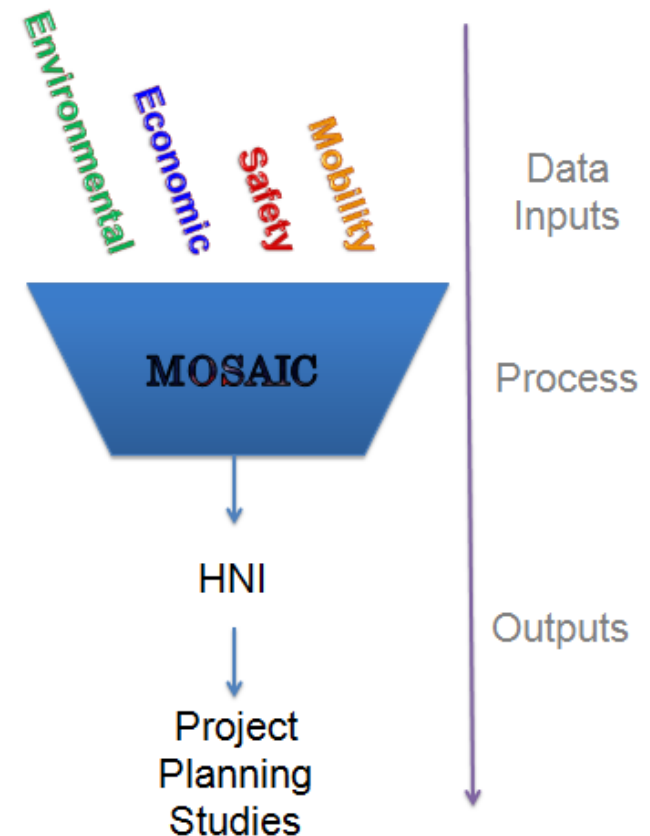 Environmental
Economic
Safety
Mobility
Data
Inputs
MOSAIC
Process
HNI
Outputs
Project
Planning
Studies